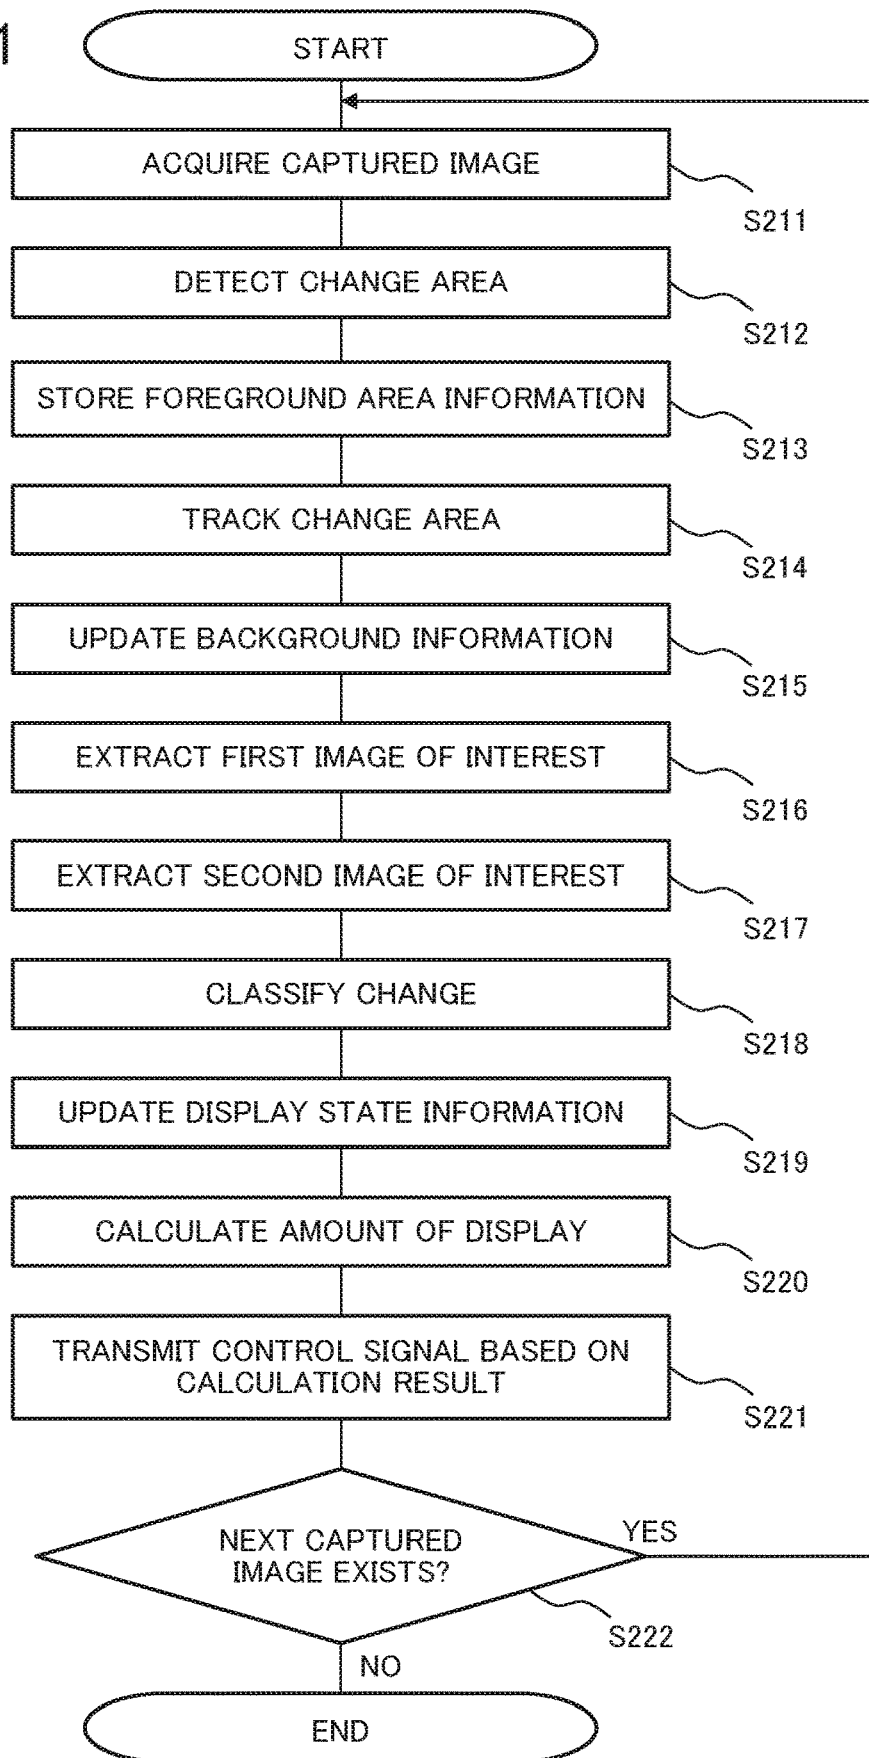 1
START
ACQUIRE CAPTURED IMAGE
S211
DETECT CHANGE AREA
S212
STORE FOREGROUND AREA INFORMATION
S213
TRACK CHANGE AREA
S214
UPDATE BACKGROUND INFORMATION
S215
EXTRACT FIRST IMAGE OF INTEREST
S216
EXTRACT SECOND IMAGE OF INTEREST
S217
CLASSIFY CHANGE
S218
UPDATE DISPLAY STATE INFORMATION
S219
CALCULATE AMOUNT OF DISPLAY
S220
TRANSMIT CONTROL SIGNAL BASED ON
CALCULATION RESULT
S221
NEXT CAPTURED
IMAGE EXISTS?
YES
S222
NO
END